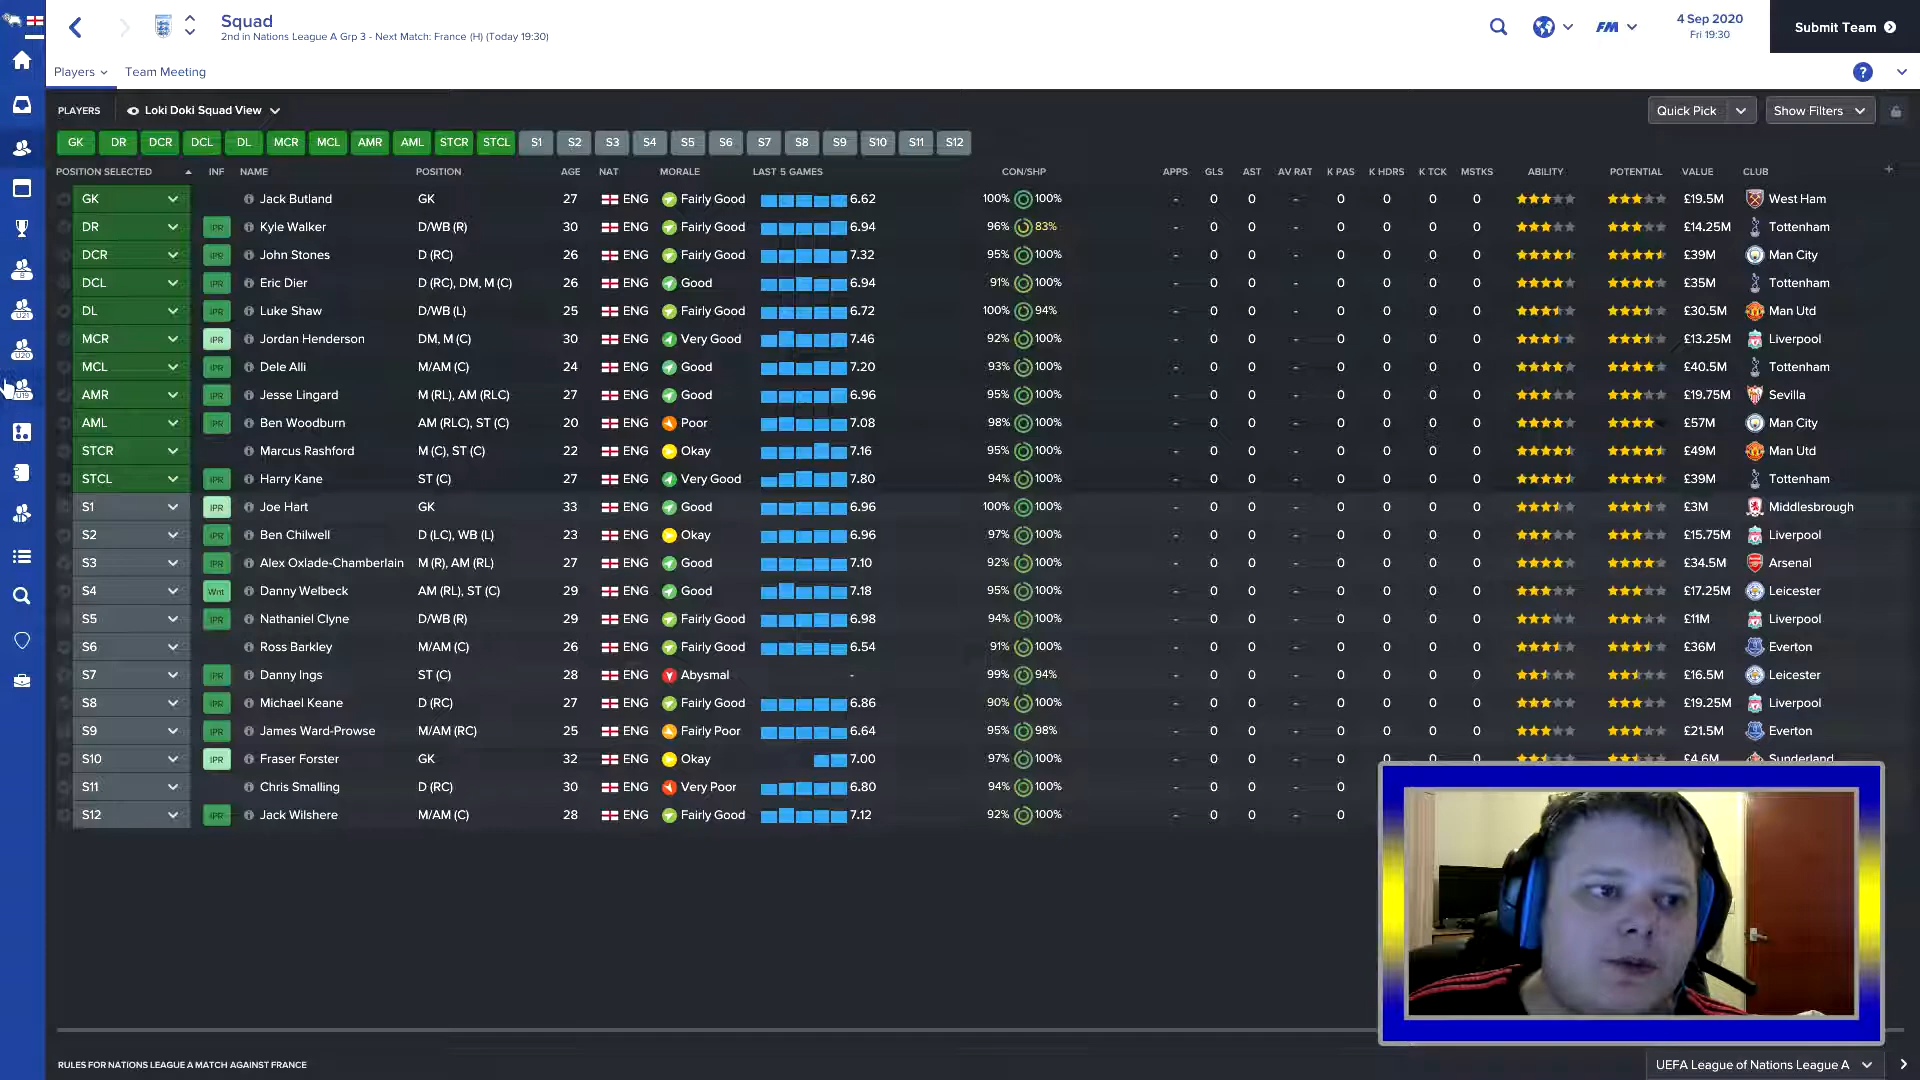 Squad
2nd in Nations League A Grp 3 - Next Match: France (H) (Today 19:30)
FM
4 Sep 2020
Fri 19:30
Submit Team
Players
Team Meeting
?
PLAYERS
Loki Doki Squad View
Quick Pick
Show Filters
GK DR DCR DCL DL MCR MCL AMR AML STCR STCL S1 S2 S3 S4 S5 S6 S7 S8 S9 S10 S11 S12
POSITION SELECTED INF NAME POSITION AGE NAT MORALE LAST 5 GAMES CON/SHP APPS GLS AST AV RAT K PAS K HDRS K TCK MSTKS ABILITY POTENTIAL VALUE CLUB
GK Jack Butland GK 27 ENG Fairly Good 6.62 100% 100% - 0 0 - 0 0 0 0 £19.5M West Ham
DR IPR Kyle Walker D/WB (R) 30 ENG Fairly Good 6.94 96% 83% - 0 0 - 0 0 0 0 £14.25M Tottenham
DCR IPR John Stones D (RC) 26 ENG Fairly Good 7.32 95% 100% - 0 0 - 0 0 0 0 £39M Man City
DCL IPR Eric Dier D (RC), DM, M (C) 26 ENG Good 6.94 91% 100% - 0 0 - 0 0 0 0 £35M Tottenham
DL IPR Luke Shaw D/WB (L) 25 ENG Fairly Good 6.72 100% 94% - 0 0 - 0 0 0 0 £30.5M Man Utd
MCR IPR Jordan Henderson DM, M (C) 30 ENG Very Good 7.46 92% 100% - 0 0 - 0 0 0 0 £13.25M Liverpool
MCL IPR Dele Alli M/AM (C) 24 ENG Good 7.20 93% 100% - 0 0 - 0 0 0 0 £40.5M Tottenham
AMR IPR Jesse Lingard M (RL), AM (RLC) 27 ENG Good 6.96 95% 100% - 0 0 - 0 0 0 0 £19.75M Sevilla
AML IPR Ben Woodburn AM (RLC), ST (C) 20 ENG Poor 7.08 98% 100% - 0 0 - 0 0 0 0 £57M Man City
STCR Marcus Rashford M (C), ST (C) 22 ENG Okay 7.16 95% 100% - 0 0 - 0 0 0 0 £49M Man Utd
STCL IPR Harry Kane ST (C) 27 ENG Very Good 7.80 94% 100% - 0 0 - 0 0 0 0 £39M Tottenham
S1 IPR Joe Hart GK 33 ENG Good 6.96 100% 100% - 0 0 - 0 0 0 0 £3M Middlesbrough
S2 IPR Ben Chilwell D (LC), WB (L) 23 ENG Okay 6.96 97% 100% - 0 0 - 0 0 0 0 £15.75M Liverpool
S3 IPR Alex Oxlade-Chamberlain M (R), AM (RL) 27 ENG Good 7.10 92% 100% - 0 0 - 0 0 0 0 £34.5M Arsenal
S4 Wnt Danny Welbeck AM (RL), ST (C) 29 ENG Good 7.18 95% 100% - 0 0 - 0 0 0 0 £17.25M Leicester
S5 IPR Nathaniel Clyne D/WB (R) 29 ENG Fairly Good 6.98 94% 100% - 0 0 - 0 0 0 0 £11M Liverpool
S6 Ross Barkley M/AM (C) 26 ENG Fairly Good 6.54 91% 100% - 0 0 - 0 0 0 0 £36M Everton
S7 IPR Danny Ings ST (C) 28 ENG Abysmal - 99% 94% - 0 0 - 0 0 0 0 £16.5M Leicester
S8 IPR Michael Keane D (RC) 27 ENG Fairly Good 6.86 90% 100% - 0 0 - 0 0 0 0 £19.25M Liverpool
S9 IPR James Ward-Prowse M/AM (RC) 25 ENG Fairly Poor 6.64 95% 98% - 0 0 - 0 0 0 0 £21.5M Everton
S10 IPR Fraser Forster GK 32 ENG Okay 7.00 97% 100% - 0 0 - 0 0 0 0 £4.6M Sunderland
S11 Chris Smalling D (RC) 30 ENG Very Poor 6.80 94% 100% - 0 0 - 0
S12 IPR Jack Wilshere M/AM (C) 28 ENG Fairly Good 7.12 92% 100% - 0 0 - 0
U21
U20
U19
RULES FOR NATIONS LEAGUE A MATCH AGAINST FRANCE
UEFA League of Nations League A